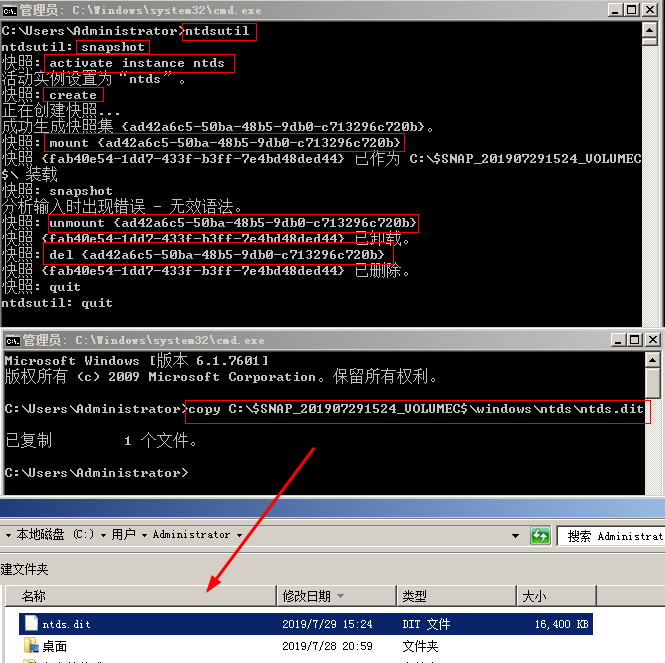 管理员: C:\Windows\system32\cmd.exe
C:\Users\Administrator>ntdsutil
ntdsutil: snapshot
快照: activate instance ntds
活动实例设置为“ntds”。
快照: create
正在创建快照...
成功生成快照集 {ad42a6c5-50ba-48b5-9db0-c713296c720b}。
快照: mount {ad42a6c5-50ba-48b5-9db0-c713296c720b}
快照 {fab40e54-1dd7-433f-b3ff-7e4bd48ded44} 已作为 C:\$SNAP_201907291524_VOLUMEC
$\ 装载
快照: snapshot
分析输入时出现错误 - 无效语法。
快照: unmount {ad42a6c5-50ba-48b5-9db0-c713296c720b}
快照 {fab40e54-1dd7-433f-b3ff-7e4bd48ded44} 已卸载。
快照: del {ad42a6c5-50ba-48b5-9db0-c713296c720b}
快照 {fab40e54-1dd7-433f-b3ff-7e4bd48ded44} 已删除。
快照: quit
ntdsutil: quit
管理员: C:\Windows\system32\cmd.exe
Microsoft Windows [版本 6.1.7601]
版权所有 (c) 2009 Microsoft Corporation。保留所有权利。
C:\Users\Administrator>copy C:\$SNAP_201907291524_VOLUMEC$\windows\ntds\ntds.dit
已复制 1 个文件。
C:\Users\Administrator>
本地磁盘 (C:) 用户 Administrator 搜索 Administrat
建文件夹
名称 修改日期 类型 大小
ntds.dit 2019/7/29 15:24 DIT 文件 16,400 KB
桌面 2019/7/28 20:59 文件夹